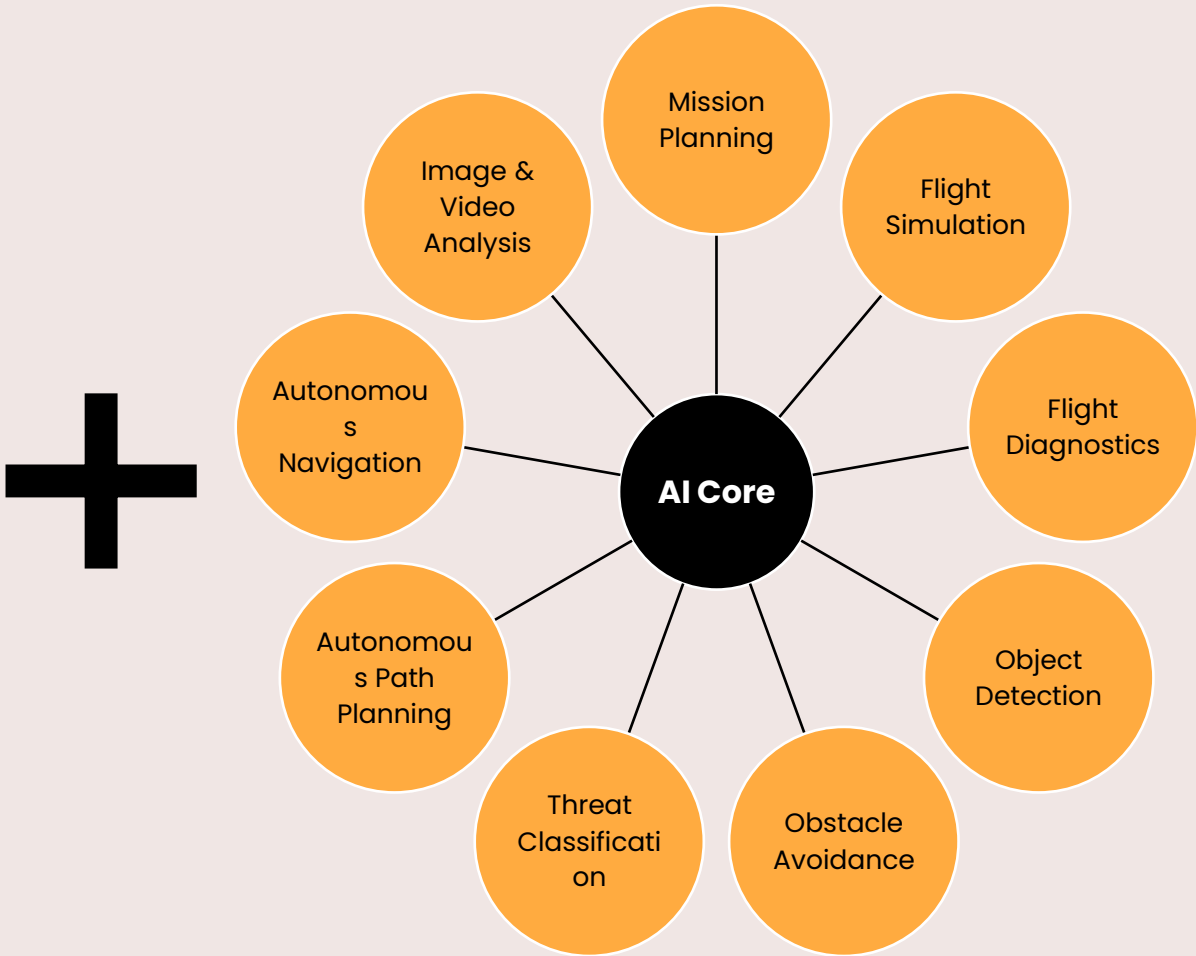 Mission
Planning
Flight
Simulation
Flight
Diagnostics
Object
Detection
Obstacle
Avoidance
Threat
Classificati
on
Autonomou
s Path
Planning
Autonomou
s
Navigation
Image &
Video
Analysis
AI Core